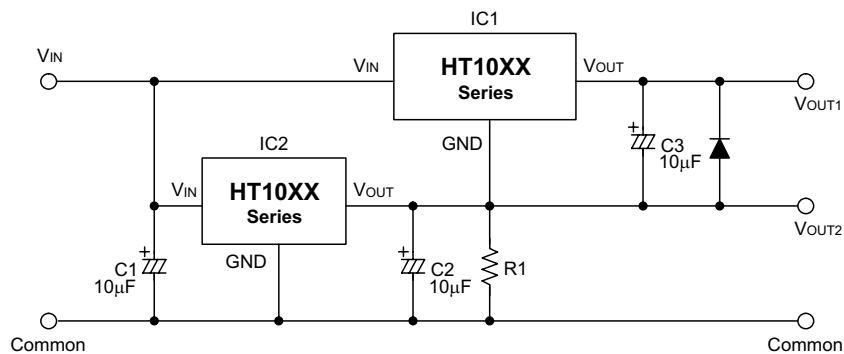 IC1
VIN
VIN
HT10XX
Series
VOUT
VOUT1
GND
C3
10μF
IC2
VIN
HT10XX
Series
VOUT
VOUT2
GND
C1
10μF
C2
10μF
R1
Common
Common